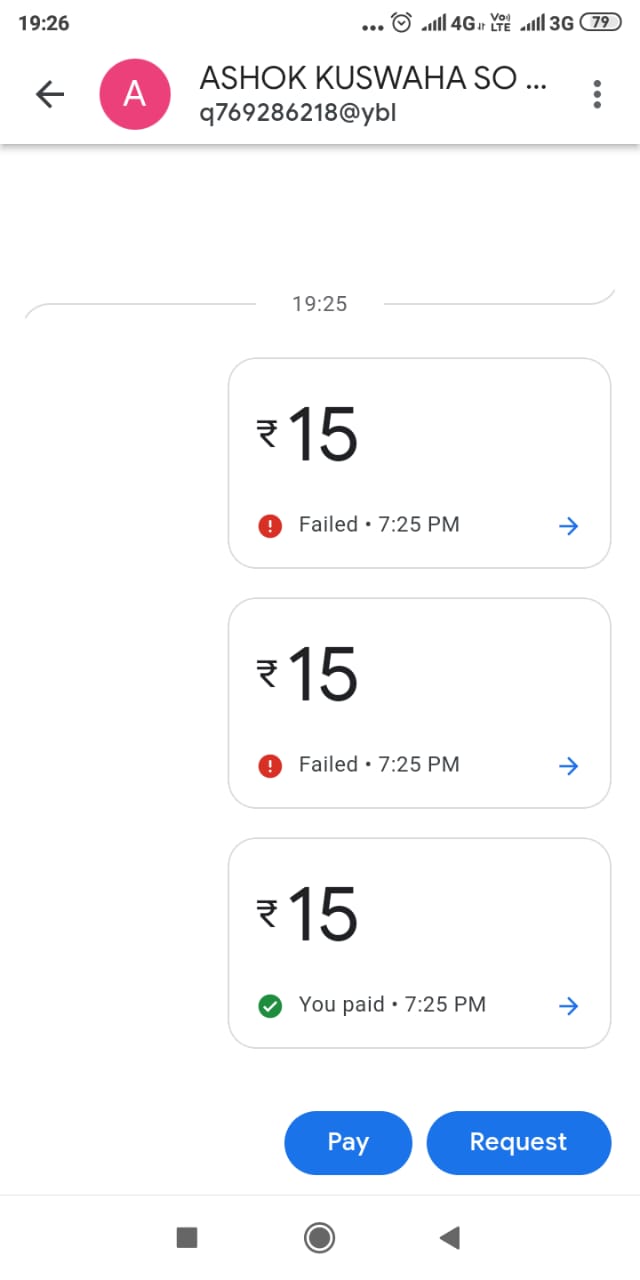 19:26
... 4G Vo) LTE 3G 79
A
ASHOK KUSWAHA SO ...
q769286218@ybl
19:25
₹15
Failed • 7:25 PM
₹15
Failed • 7:25 PM
₹15
You paid • 7:25 PM
Pay
Request